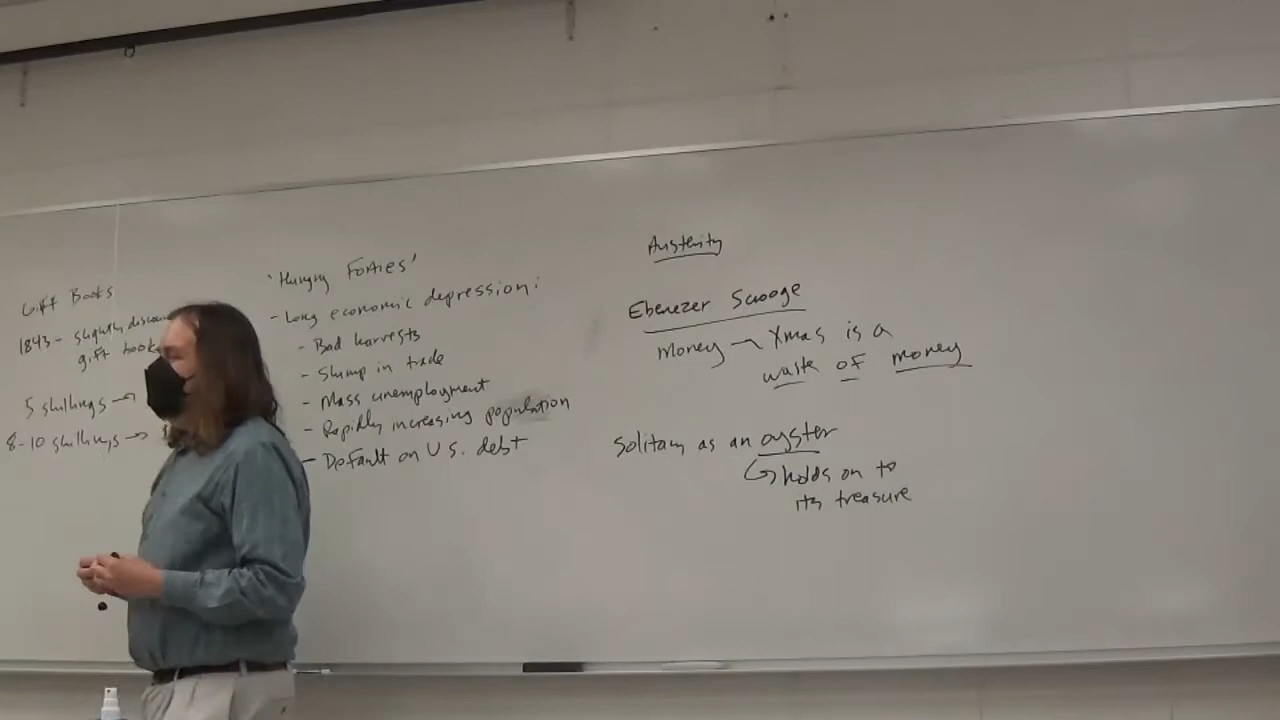 Gift Books
1843 - slightly
gift books
5 shillings →
8-10 shillings →
'Hungry Forties'
- Long economic depression:
- Bad harvests
- Slump in trade
- Mass unemployment
- Rapidly increasing population
- Default on U.S. debt
Austerity
Ebenezer Scrooge
Money → Xmas is a
waste of money
Solitary as an oyster
↳ holds on to
its treasure